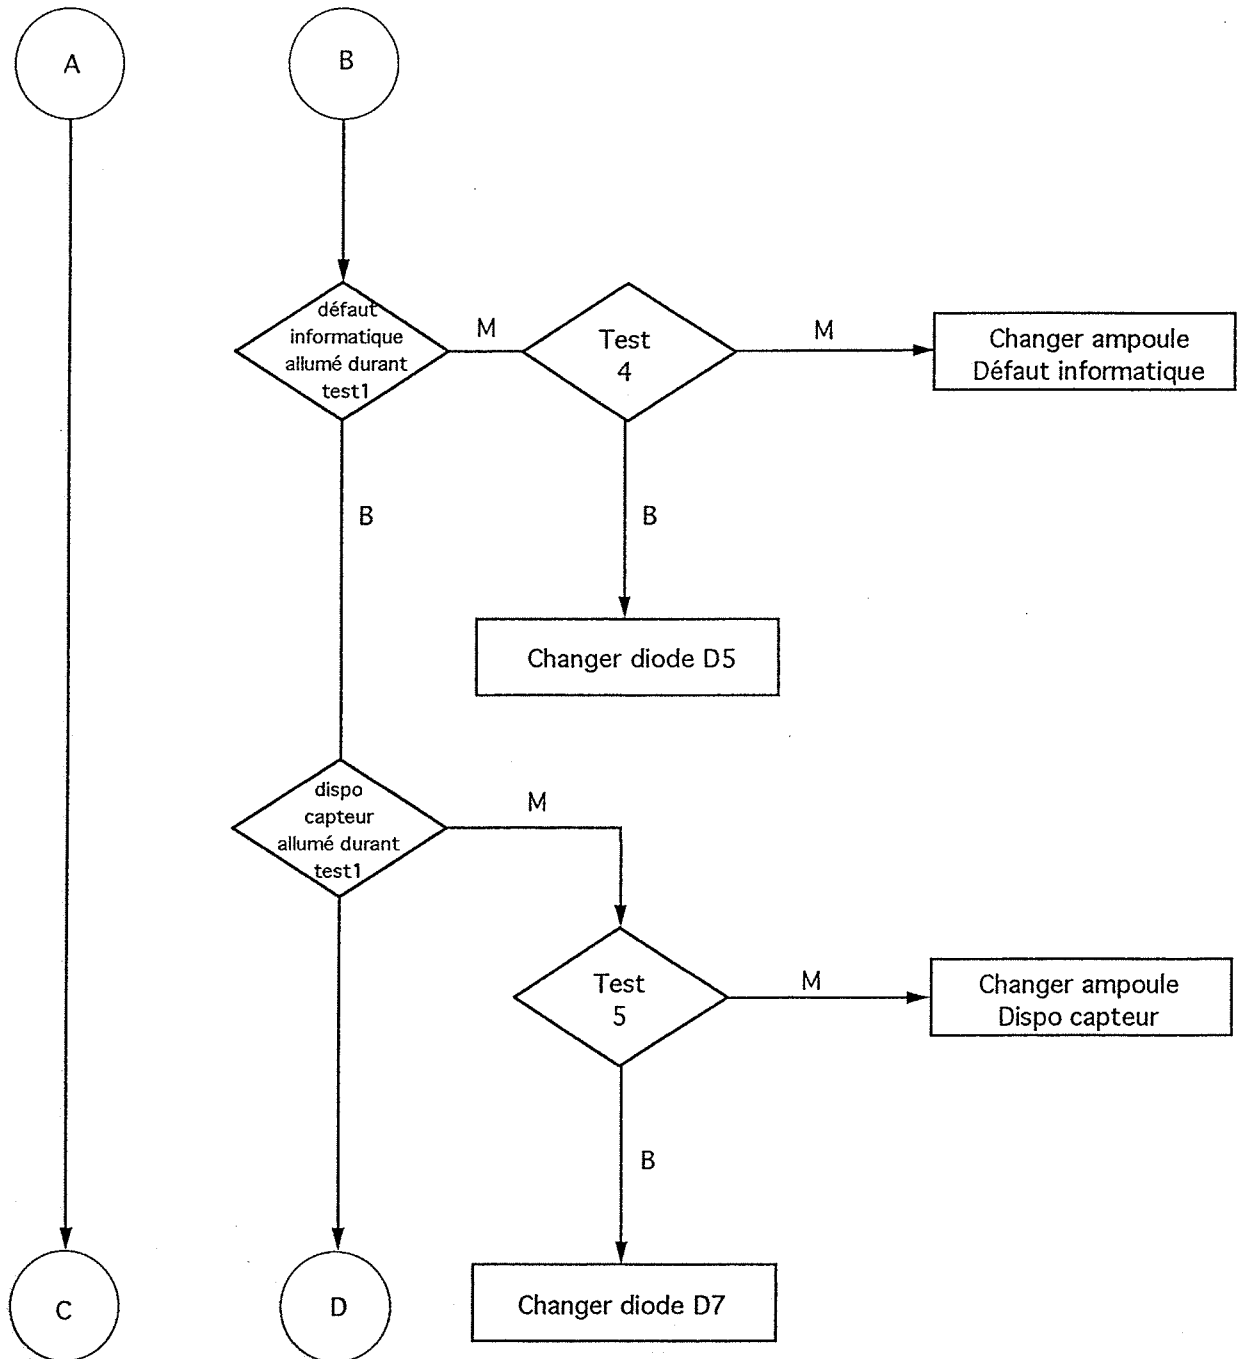 A
B
défaut
informatique
allumé durant
test1
M
Test
4
M
Changer ampoule
Défaut informatique
B
B
Changer diode D5
dispo
capteur
allumé durant
test1
M
Test
5
M
Changer ampoule
Dispo capteur
B
C
D
Changer diode D7